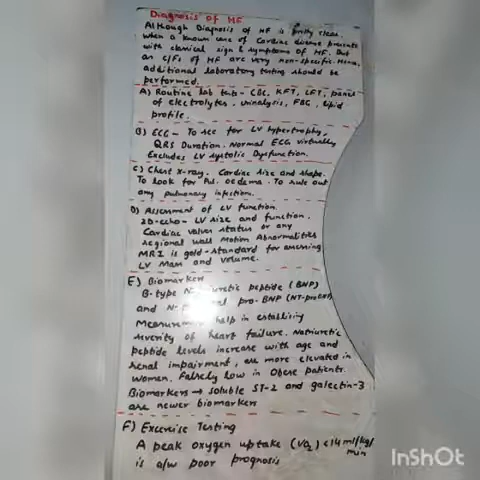 Diagnosis of HF
Although Diagnosis of HF is fairly clear.
When a known case of Cardiac disease presents
with classical sign & symptoms of HF. But
as C/Fs of HF are very non-specific. Hence,
additional laboratory testing should be
performed.
A) Routine lab tests - CBC, KFT, LFT, panel
of electrolytes, urinalysis, FBG, lipid
profile.
B) ECG - To see for LV hypertrophy,
QRS Duration. Normal ECG virtually
Excludes LV systolic Dysfunction.
C) Chest X-ray. Cardiac size and shape.
To look for Pul. oedema. To rule out
any pulmonary infection.
D) Assessment of LV function.
2D-echo - LV size and function.
Cardiac valves status or any
regional wall Motion Abnormalities
MRI is gold-standard for assessing
LV Mass and volume.
E) Biomarkers
B-type Natriuretic peptide (BNP)
and pro-BNP (NT-proBNP)
help in establising
severity of heart failure. Natriuretic
peptide levels increase with age and
renal impairment, are more elevated in
women. Falsely low in Obese patients.
Biomarkers → soluble ST-2 and galectin-3
are newer biomarkers
F) Excercise Testing
A peak oxygen uptake (VO2) <14 ml/kg/
min
is a/w poor prognosis
InShOt